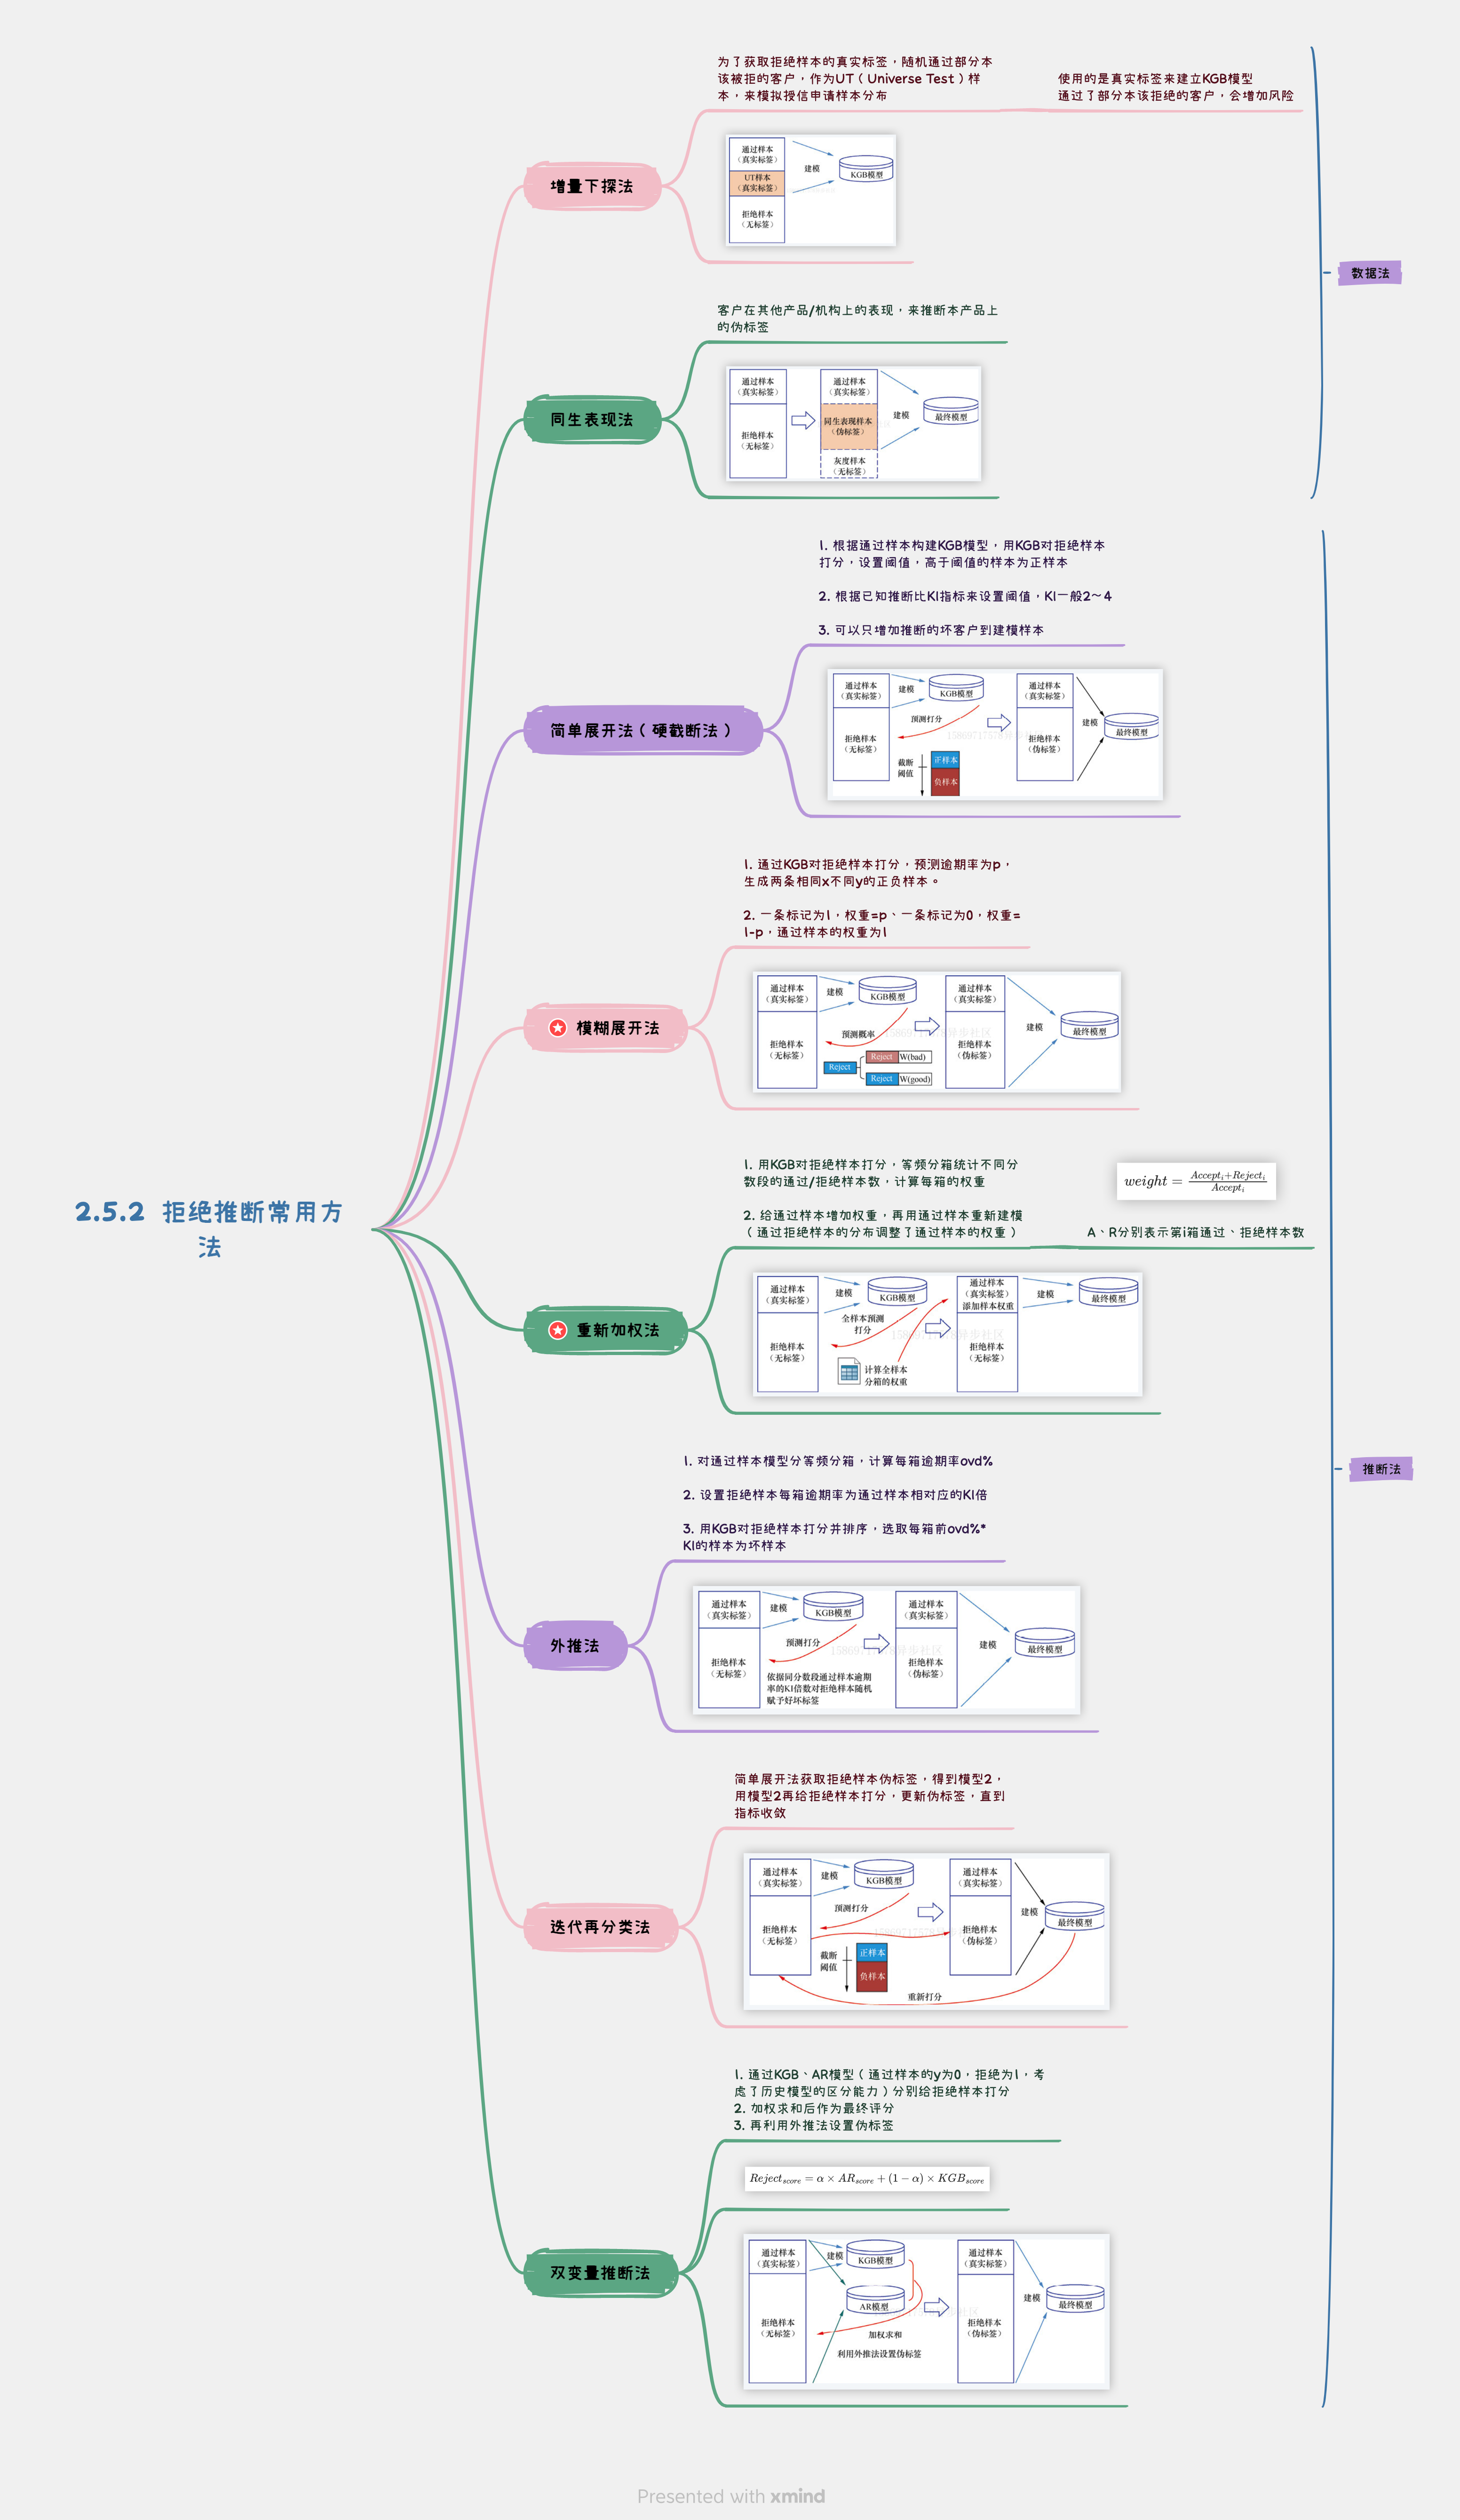 2.5.2 拒绝推断常用方
法
增量下探法
为了获取拒绝样本的真实标签，随机通过部分本
该被拒的客户，作为UT（Universe Test）样
本，来模拟授信申请样本分布
使用的是真实标签来建立KGB模型
通过了部分本该拒绝的客户，会增加风险
通过样本
（真实标签）
UT样本
（真实标签）
拒绝样本
（无标签）
建模
KGB模型
数据法
同生表现法
客户在其他产品/机构上的表现，来推断本产品上
的伪标签
通过样本
（真实标签）
拒绝样本
（无标签）
通过样本
（真实标签）
同生表现样本
（伪标签）
灰度样本
（无标签）
建模
最终模型
简单展开法（硬截断法）
1. 根据通过样本构建KGB模型，用KGB对拒绝样本
打分，设置阈值，高于阈值的样本为正样本
2. 根据已知推断比KI指标来设置阈值，KI一般2～4
3. 可以只增加推断的坏客户到建模样本
通过样本
（真实标签）
拒绝样本
（无标签）
建模
KGB模型
预测打分
截断
阈值
正样本
负样本
通过样本
（真实标签）
拒绝样本
（伪标签）
建模
最终模型
模糊展开法
1. 通过KGB对拒绝样本打分，预测逾期率为p，
生成两条相同x不同y的正负样本。
2. 一条标记为1，权重=p、一条标记为0，权重=
1-p，通过样本的权重为1
通过样本
（真实标签）
拒绝样本
（无标签）
建模
KGB模型
预测概率
Reject
Reject W(bad)
Reject W(good)
通过样本
（真实标签）
拒绝样本
（伪标签）
建模
最终模型
重新加权法
1. 用KGB对拒绝样本打分，等频分箱统计不同分
数段的通过/拒绝样本数，计算每箱的权重
2. 给通过样本增加权重，再用通过样本重新建模
（通过拒绝样本的分布调整了通过样本的权重）
weight = (Accept_i+Reject_i)/Accept_i
A、R分别表示第i箱通过、拒绝样本数
通过样本
（真实标签）
拒绝样本
（无标签）
建模
KGB模型
全样本预测
打分
计算全样本
分箱的权重
通过样本
（真实标签）
添加样本权重
拒绝样本
（无标签）
建模
最终模型
推断法
外推法
1. 对通过样本模型分等频分箱，计算每箱逾期率ovd%
2. 设置拒绝样本每箱逾期率为通过样本相对应的KI倍
3. 用KGB对拒绝样本打分并排序，选取每箱前ovd%*
KI的样本为坏样本
通过样本
（真实标签）
拒绝样本
（无标签）
建模
KGB模型
预测打分
依据同分数段通过样本逾期
率的KI倍数对拒绝样本随机
赋予好坏标签
通过样本
（真实标签）
拒绝样本
（伪标签）
建模
最终模型
迭代再分类法
简单展开法获取拒绝样本伪标签，得到模型2，
用模型2再给拒绝样本打分，更新伪标签，直到
指标收敛
通过样本
（真实标签）
拒绝样本
（无标签）
建模
KGB模型
预测打分
截断
阈值
正样本
负样本
通过样本
（真实标签）
拒绝样本
（伪标签）
建模
最终模型
重新打分
双变量推断法
1. 通过KGB、AR模型（通过样本的y为0，拒绝为1，考
虑了历史模型的区分能力）分别给拒绝样本打分
2. 加权求和后作为最终评分
3. 再利用外推法设置伪标签
Reject_score = α × AR_score + (1 − α) × KGB_score
通过样本
（真实标签）
拒绝样本
（无标签）
建模
KGB模型
AR模型
加权求和
利用外推法设置伪标签
通过样本
（真实标签）
拒绝样本
（伪标签）
建模
最终模型
Presented with xmind